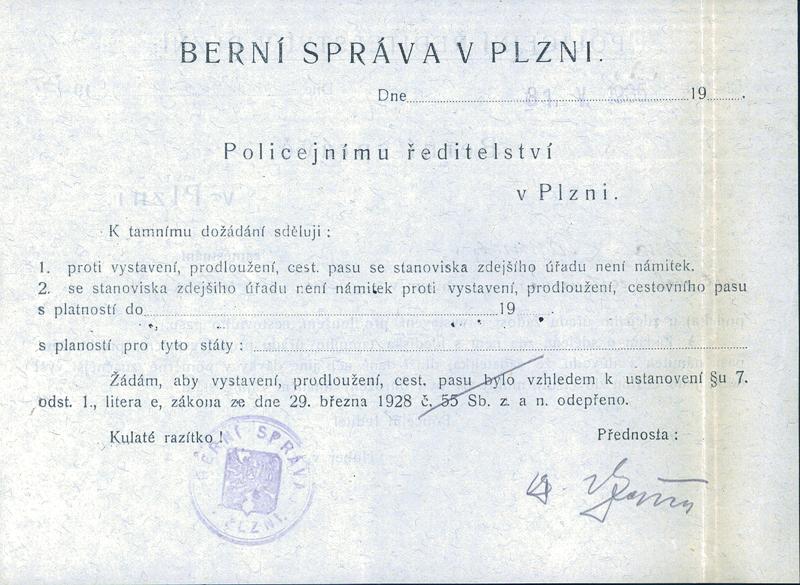 BERNÍ SPRÁVA V PLZNI.
Dne 31. V. 19
Policejnímu ředitelství
v Plzni.
K tamnímu dožádání sděluji :
1. proti vystavení, prodloužení, cest. pasu se stanoviska zdejšího úřadu není námitek.
2. se stanoviska zdejšiho úřadu není námitek proti vystavení, prodloužení, cestovního pasu
s platností do 19
s plaností pro tyto státy :
Žádám, aby vystavení, prodloužení, cest. pasu bylo vzhledem k ustanovení §u 7.
odst. 1., litera e, zákona ze dne 29. března 1928 č. 55 Sb. z. a n. odepřeno.
Kulaté razítko ! Přednosta :
BERNÍ SPRÁVA
PLZNI.